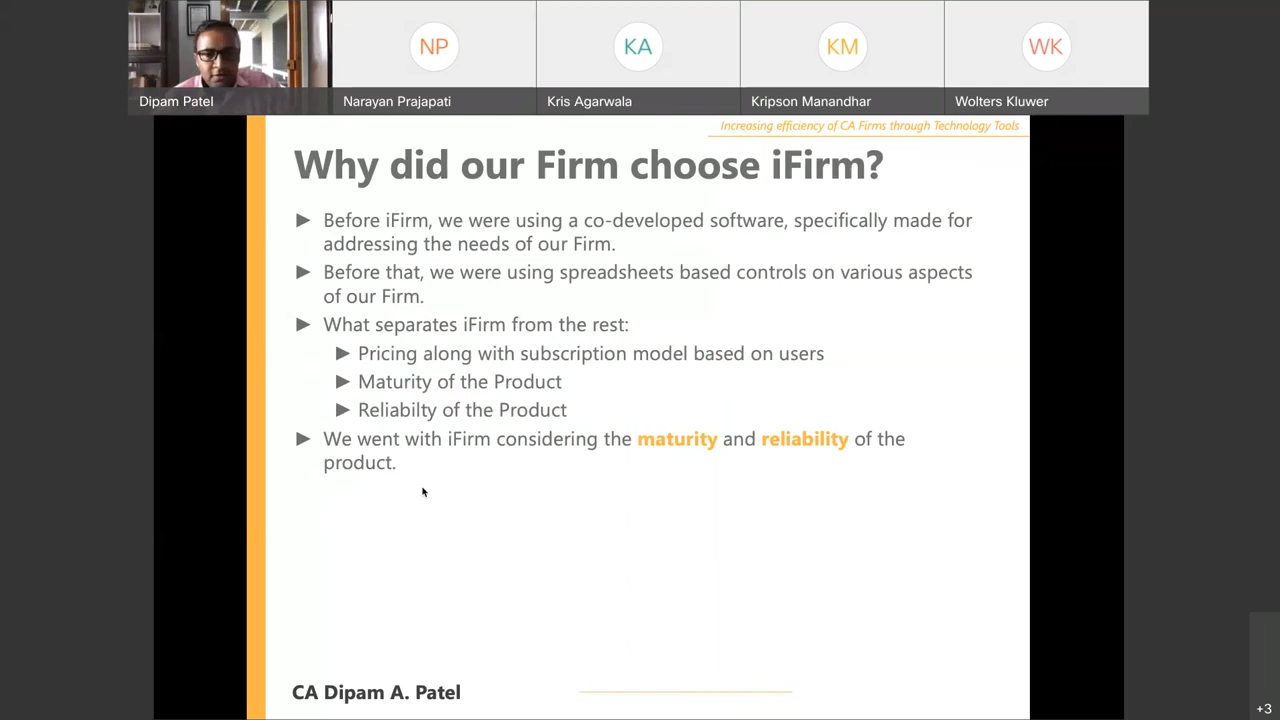 NP
KA
KM
WK
Dipam Patel
Narayan Prajapati
Kris Agarwala
Kripson Manandhar
Wolters Kluwer
Increasing efficiency of CA Firms through Technology Tools
Why did our Firm choose iFirm?
Before iFirm, we were using a co-developed software, specifically made for
addressing the needs of our Firm.
Before that, we were using spreadsheets based controls on various aspects
of our Firm.
What separates iFirm from the rest:
Pricing along with subscription model based on users
Maturity of the Product
Reliabilty of the Product
We went with iFirm considering the maturity and reliability of the
product.
CA Dipam A. Patel
+3